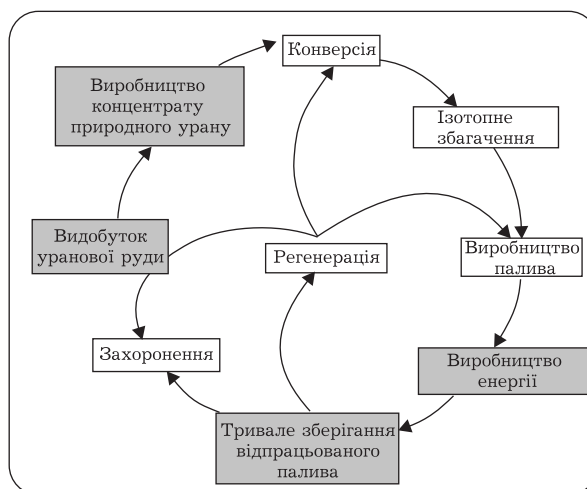 Конверсія
Виробництво
концентрату
природного урану
Ізотопне
збагачення
Видобуток
уранової руди
Регенерація
Виробництво
палива
Захоронення
Виробництво
енергії
Тривале зберігання
відпрацьованого
палива